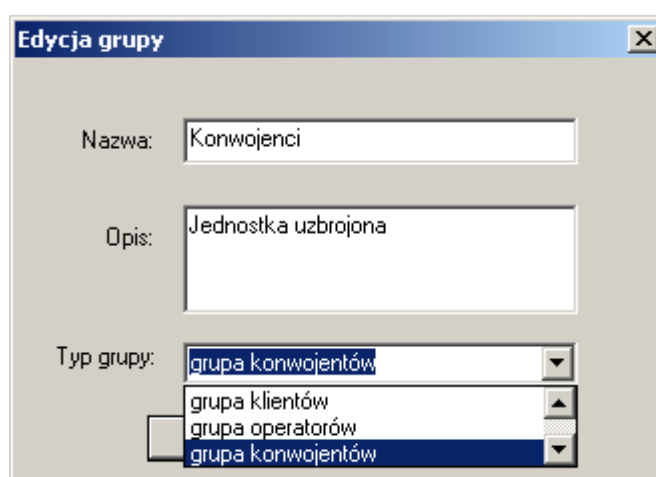 Edycja grupy
Nazwa: Konwojenci
Opis: Jednostka uzbrojona
Typ grupy: grupa konwojentów
grupa klientów
grupa operatorów
grupa konwojentów